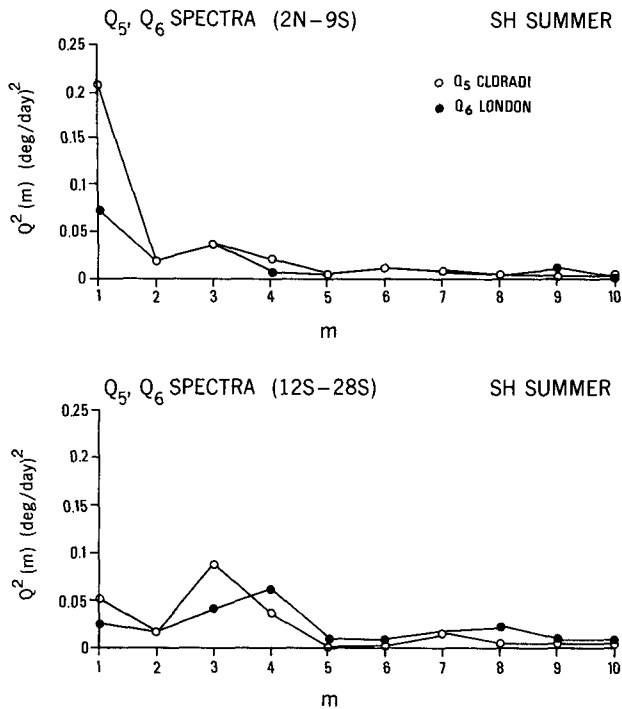 Q5, Q6 SPECTRA (2N–9S) SH SUMMER
0.25
0.2
0.15
0.1
0.05
0
Q2 (m) (deg/day)2
Q5 CLDRADI
Q6 LONDON
1 2 3 4 5 6 7 8 9 10
m
Q5, Q6 SPECTRA (12S–28S) SH SUMMER
0.25
0.2
0.15
0.1
0.05
0
Q2 (m) (deg/day)2
1 2 3 4 5 6 7 8 9 10
m